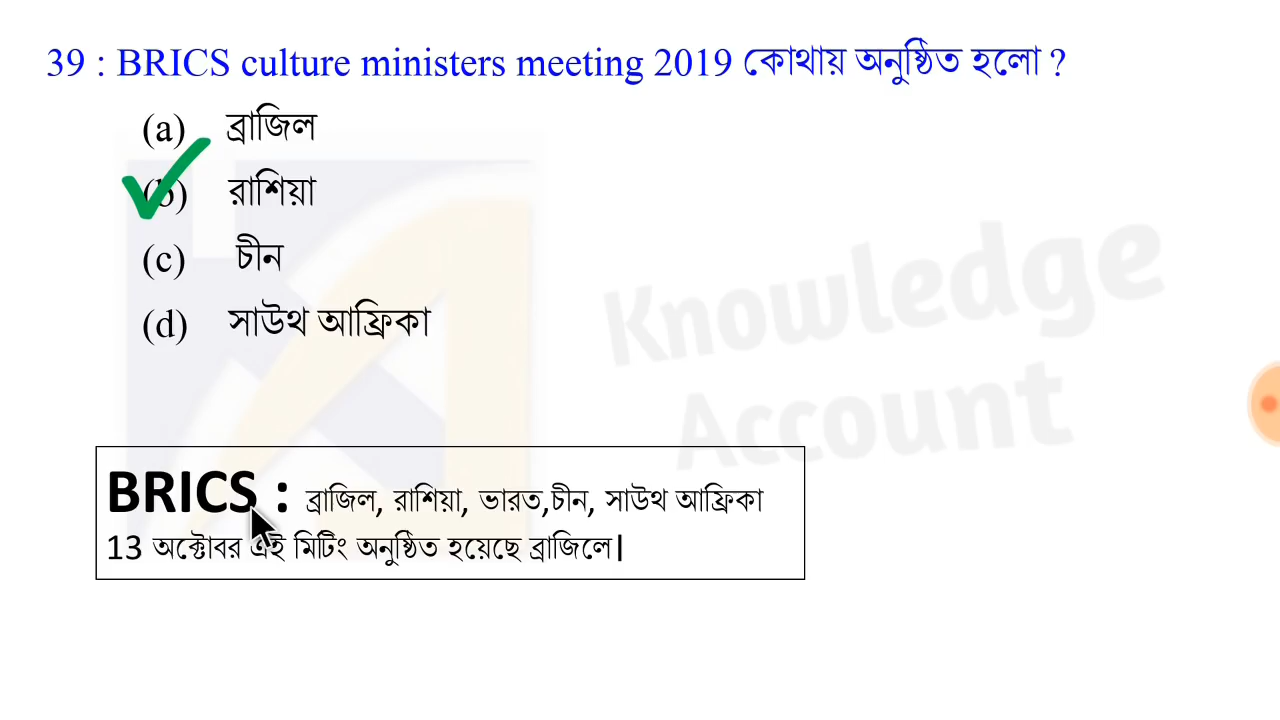 39 : BRICS culture ministers meeting 2019 কোথায় অনুষ্ঠিত হলো ?
(a) ব্রাজিল
(b) রাশিয়া
(c) চীন
(d) সাউথ আফ্রিকা
Knowledge
Account
BRICS : ব্রাজিল, রাশিয়া, ভারত,চীন, সাউথ আফ্রিকা
13 অক্টোবর এই মিটিং অনুষ্ঠিত হয়েছে ব্রাজিলে।